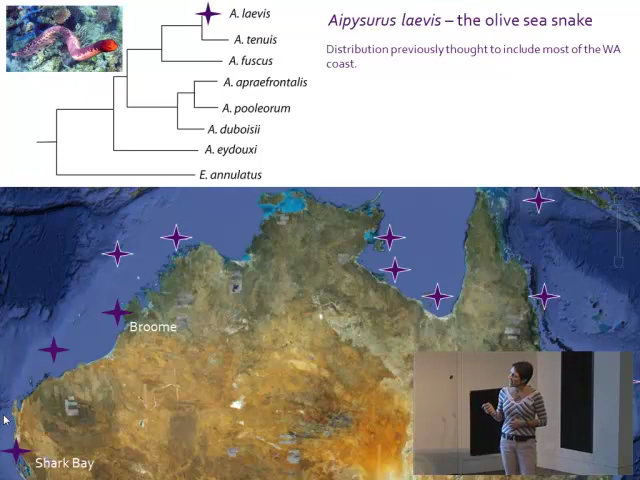 A. laevis
A. tenuis
A. fuscus
A. apraefrontalis
A. pooleorum
A. duboisii
A. eydouxi
E. annulatus
Aipysurus laevis – the olive sea snake
Distribution previously thought to include most of the WA
coast.
Broome
Shark Bay